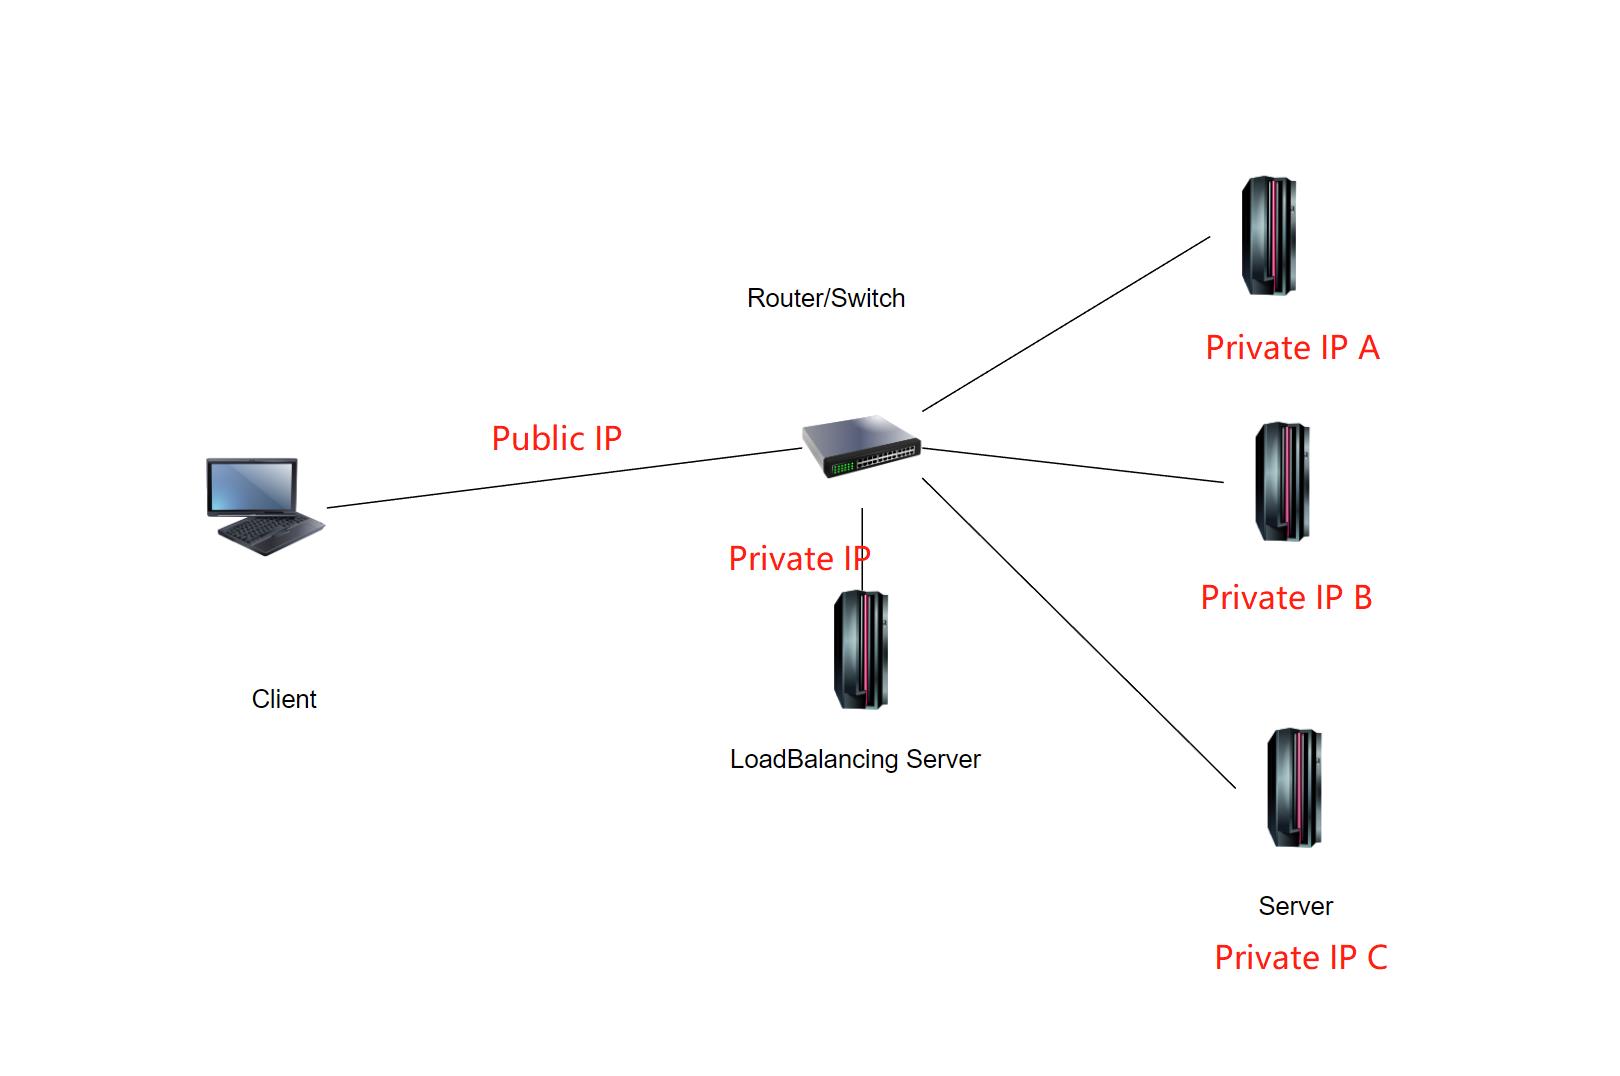 Router/Switch
Private IP A
Public IP
Private IP
Private IP B
Client
LoadBalancing Server
Server
Private IP C